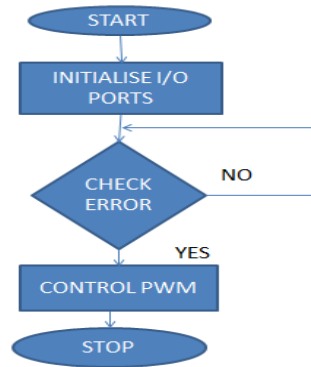 START
INITIALISE I/O
PORTS
CHECK
ERROR
NO
YES
CONTROL PWM
STOP